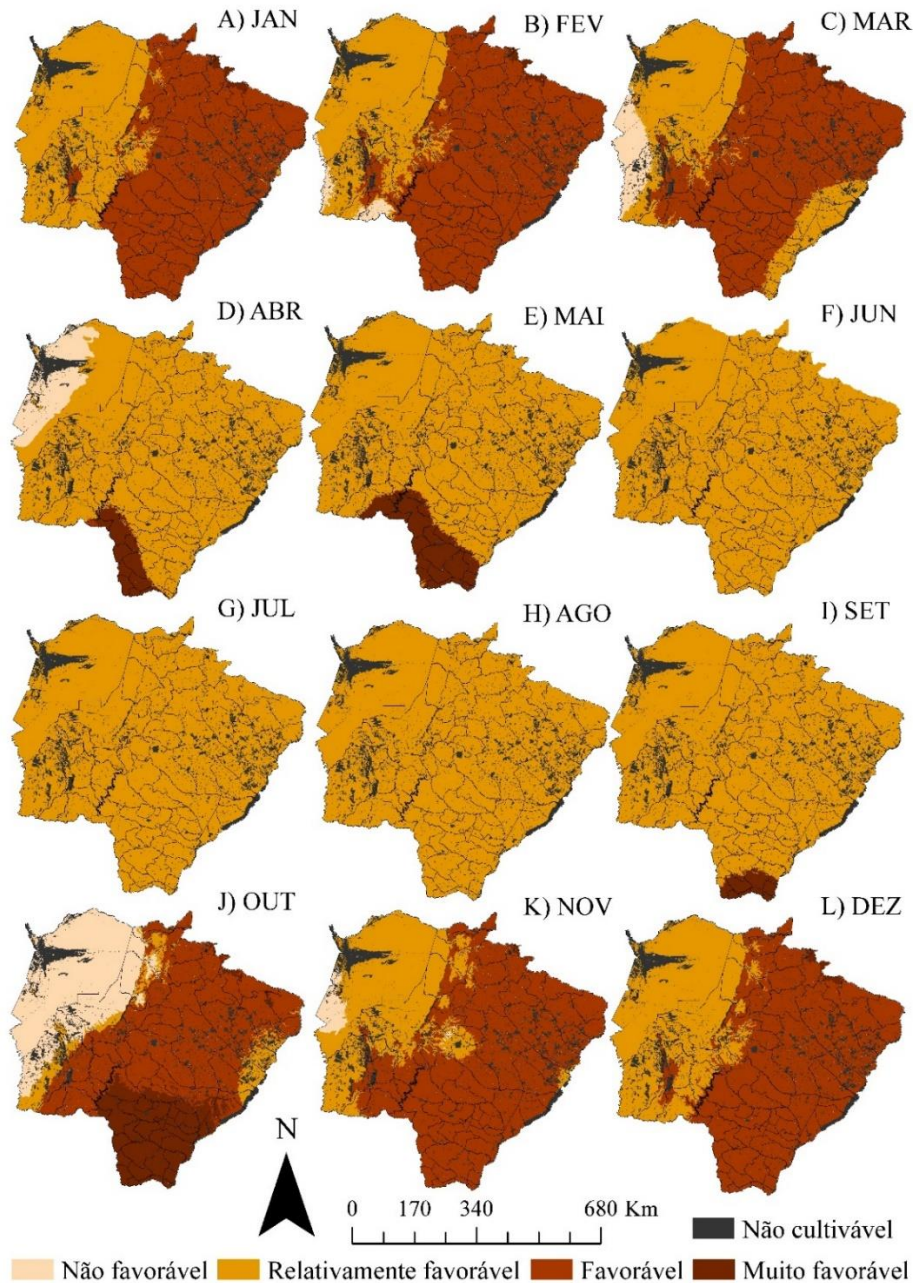 A) JAN
B) FEV
C) MAR
D) ABR
E) MAI
F) JUN
G) JUL
H) AGO
I) SET
J) OUT
K) NOV
L) DEZ
N
0 170 340 680 Km
Não cultivável
Não favorável Relativamente favorável Favorável Muito favorável